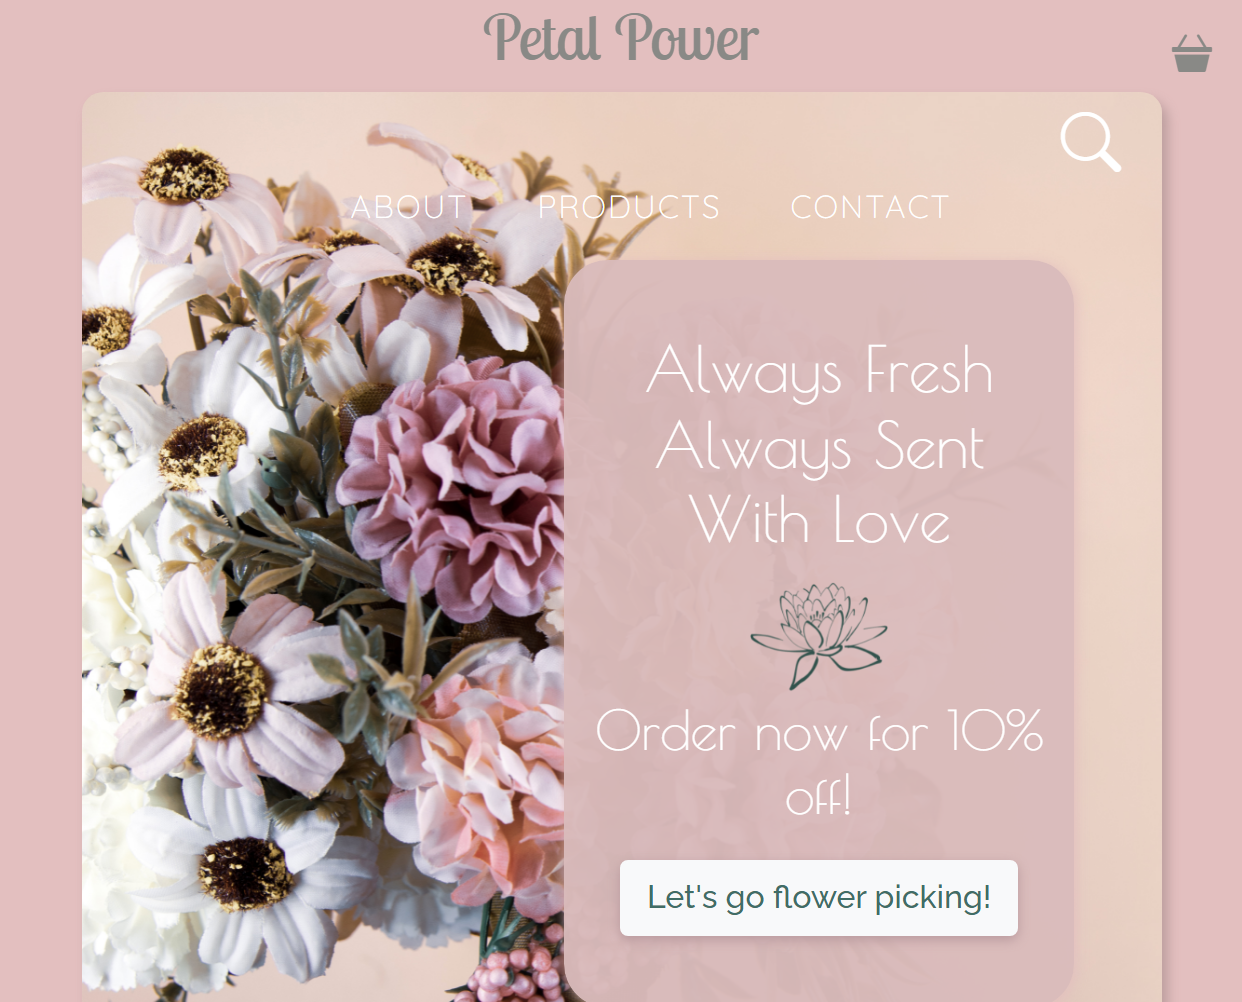 Petal Power
ABOUT PRODUCTS CONTACT
Always Fresh
Always Sent
With Love
Order now for 10%
off!
Let's go flower picking!